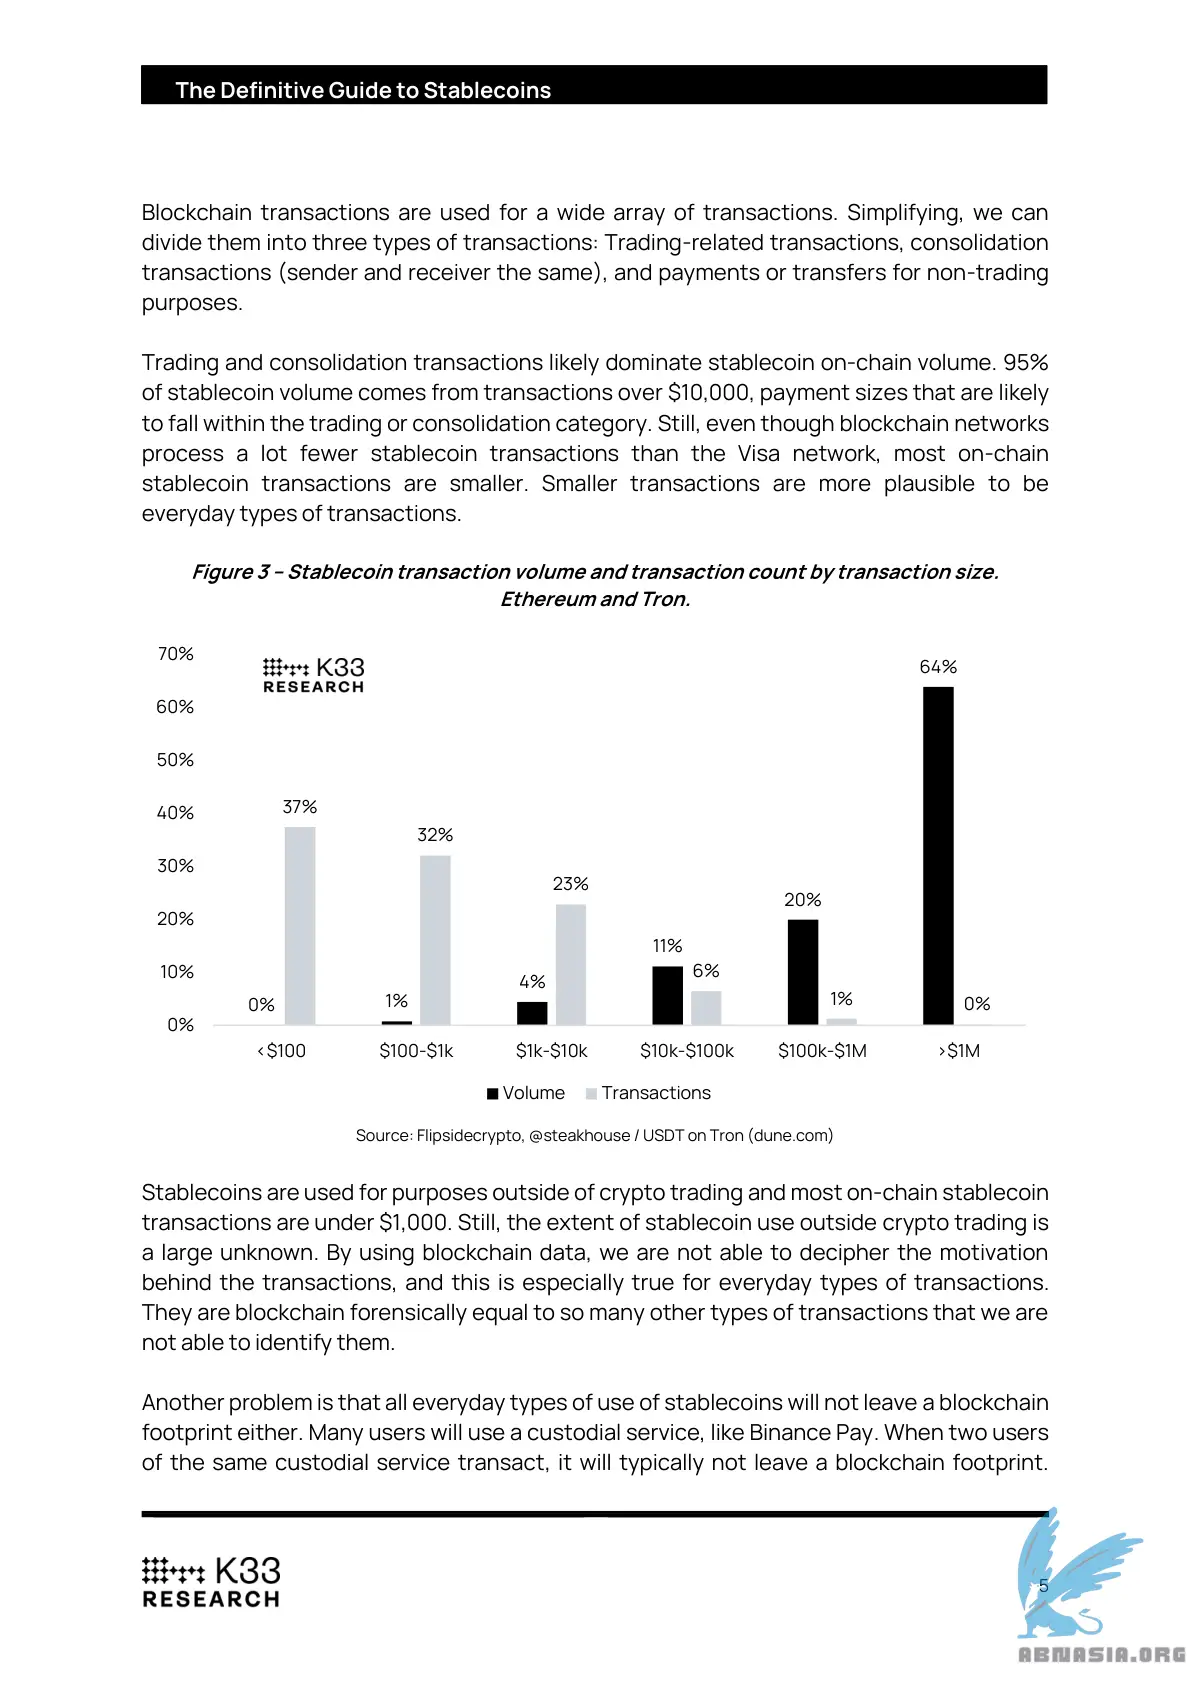 The Definitive Guide to Stablecoins
Blockchain transactions are used for a wide array of transactions. Simplifying, we can
divide them into three types of transactions: Trading-related transactions, consolidation
transactions (sender and receiver the same), and payments or transfers for non-trading
purposes.
Trading and consolidation transactions likely dominate stablecoin on-chain volume. 95%
of stablecoin volume comes from transactions over $10,000, payment sizes that are likely
to fall within the trading or consolidation category. Still, even though blockchain networks
process a lot fewer stablecoin transactions than the Visa network, most on-chain
stablecoin transactions are smaller. Smaller transactions are more plausible to be
everyday types of transactions.
Figure 3 – Stablecoin transaction volume and transaction count by transaction size.
Ethereum and Tron.
70%
60%
50%
40%
30%
20%
10%
0%
K33
RESEARCH
0%
37%
1%
32%
4%
23%
11%
6%
20%
1%
64%
0%
<$100
$100-$1k
$1k-$10k
$10k-$100k
$100k-$1M
>$1M
Volume
Transactions
Source: Flipsidecrypto, @steakhouse / USDT on Tron (dune.com)
Stablecoins are used for purposes outside of crypto trading and most on-chain stablecoin
transactions are under $1,000. Still, the extent of stablecoin use outside crypto trading is
a large unknown. By using blockchain data, we are not able to decipher the motivation
behind the transactions, and this is especially true for everyday types of transactions.
They are blockchain forensically equal to so many other types of transactions that we are
not able to identify them.
Another problem is that all everyday types of use of stablecoins will not leave a blockchain
footprint either. Many users will use a custodial service, like Binance Pay. When two users
of the same custodial service transact, it will typically not leave a blockchain footprint.
K33
RESEARCH
5
ABNASIA.ORG